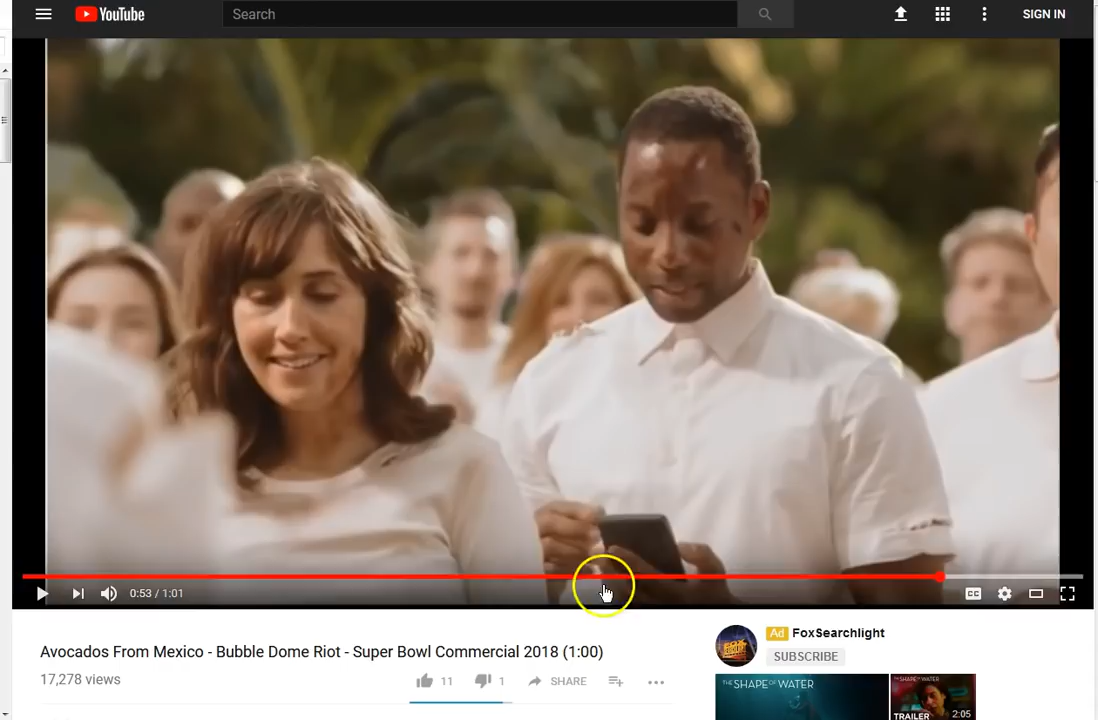 YouTube
Search
SIGN IN
0:53 / 1:01
CC
Avocados From Mexico - Bubble Dome Riot - Super Bowl Commercial 2018 (1:00)
17,278 views
11
1
SHARE
Ad FoxSearchlight
SUBSCRIBE
THE SHAPE OF WATER
TRAILER
2:05